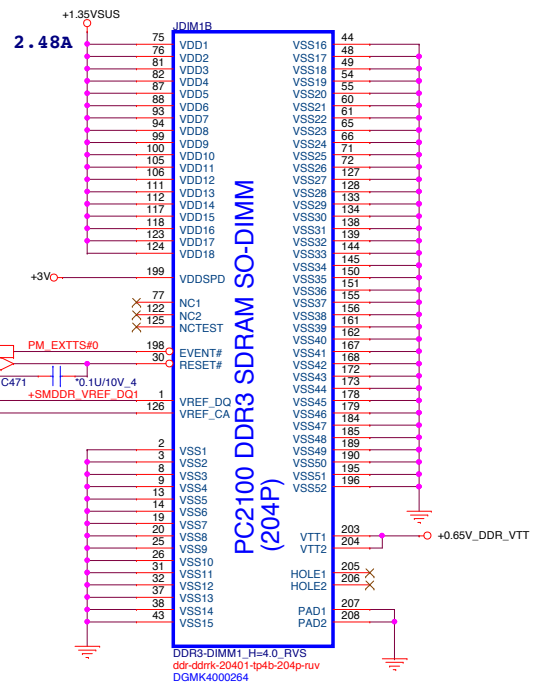 +1.35VSUS
2.48A
JDIM1B
75 VDD1
76 VDD2
81 VDD3
82 VDD4
87 VDD5
88 VDD6
93 VDD7
94 VDD8
99 VDD9
100 VDD10
105 VDD11
106 VDD12
111 VDD13
112 VDD14
117 VDD15
118 VDD16
123 VDD17
124 VDD18
+3V 199 VDDSPD
77 NC1
122 NC2
125 NCTEST
PM_EXTTS#0 198 EVENT#
30 RESET#
C471 *0.1U/10V_4
+SMDDR_VREF_DQ1 1 VREF_DQ
126 VREF_CA
2 VSS1
3 VSS2
8 VSS3
9 VSS4
13 VSS5
14 VSS6
19 VSS7
20 VSS8
25 VSS9
26 VSS10
31 VSS11
32 VSS12
37 VSS13
38 VSS14
43 VSS15
PC2100 DDR3 SDRAM SO-DIMM
(204P)
VSS16 44
VSS17 48
VSS18 49
VSS19 54
VSS20 55
VSS21 60
VSS22 61
VSS23 65
VSS24 66
VSS25 71
VSS26 72
VSS27 127
VSS28 128
VSS29 133
VSS30 134
VSS31 138
VSS32 139
VSS33 144
VSS34 145
VSS35 150
VSS36 151
VSS37 155
VSS38 156
VSS39 161
VSS40 162
VSS41 167
VSS42 168
VSS43 172
VSS44 173
VSS45 178
VSS46 179
VSS47 184
VSS48 185
VSS49 189
VSS50 190
VSS51 195
VSS52 196
VTT1 203
VTT2 204
+0.65V_DDR_VTT
HOLE1 205
HOLE2 206
PAD1 207
PAD2 208
DDR3-DIMM1_H=4.0_RVS
ddr-ddrrk-20401-tp4b-204p-ruv
DGMK4000264